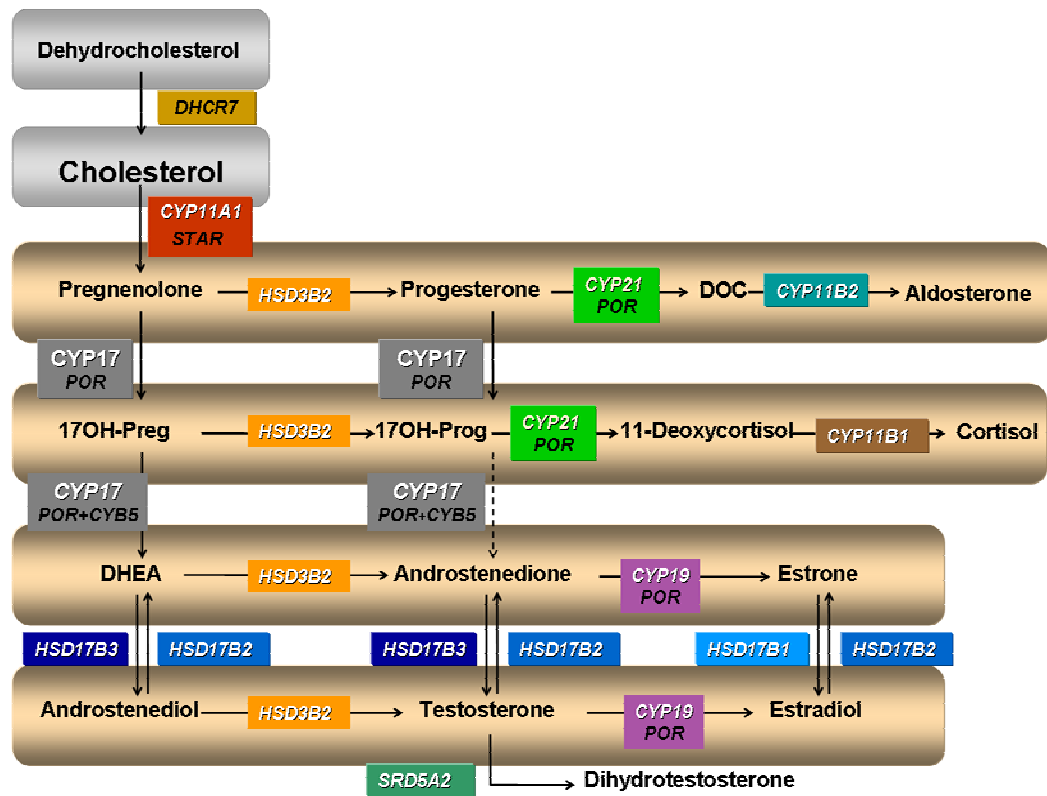 Dehydrocholesterol
DHCR7
Cholesterol
CYP11A1
STAR
Pregnenolone
HSD3B2
Progesterone
CYP21
POR
DOC
CYP11B2
Aldosterone
CYP17
POR
CYP17
POR
17OH-Preg
HSD3B2
17OH-Prog
CYP21
POR
11-Deoxycortisol
CYP11B1
Cortisol
CYP17
POR+CYB5
CYP17
POR+CYB5
DHEA
HSD3B2
Androstenedione
CYP19
POR
Estrone
HSD17B3
HSD17B2
HSD17B3
HSD17B2
HSD17B1
HSD17B2
Androstenediol
HSD3B2
Testosterone
CYP19
POR
Estradiol
SRD5A2
Dihydrotestosterone